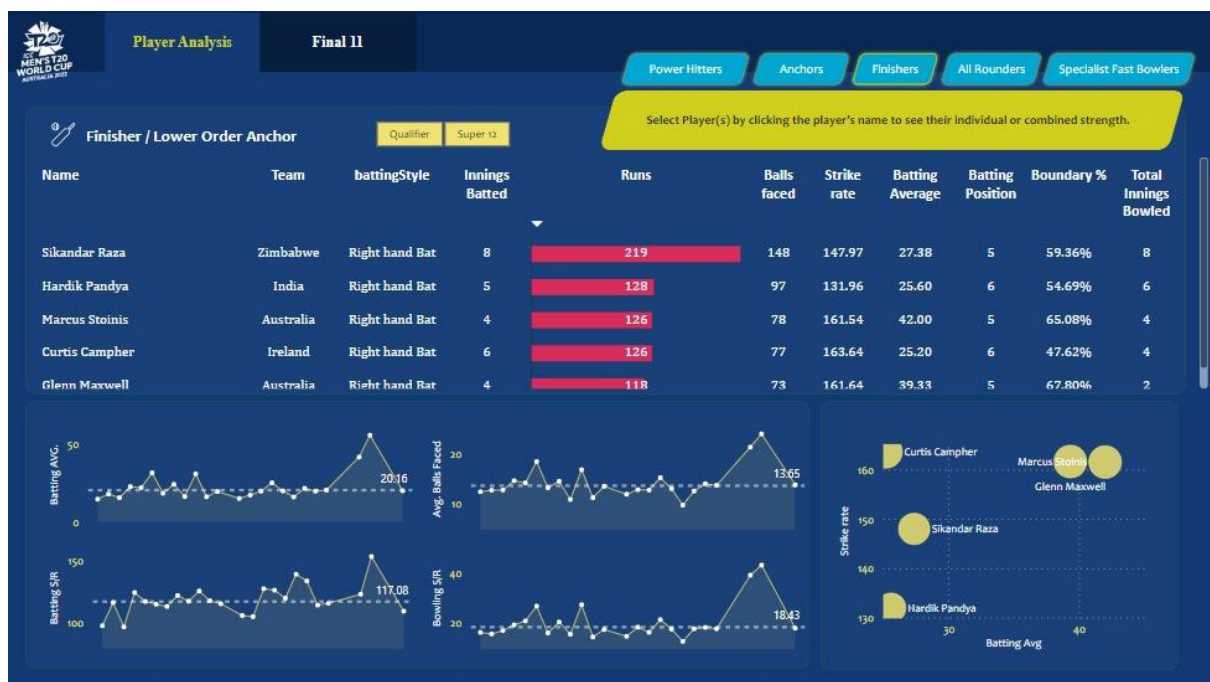 T20
ICC
MEN'S T20
WORLD CUP
AUSTRALIA 2022
Player Analysis
Final 11
Power Hitters
Anchors
Finishers
All Rounders
Specialist Fast Bowlers
Select Player(s) by clicking the player's name to see their individual or combined strength.
Finisher / Lower Order Anchor
Qualifier
Super 12
Name Team battingStyle Innings Batted Runs Balls faced Strike rate Batting Average Batting Position Boundary % Total Innings Bowled
Sikandar Raza Zimbabwe Right hand Bat 8 219 148 147.97 27.38 5 59.36% 8
Hardik Pandya India Right hand Bat 5 128 97 131.96 25.60 6 54.69% 6
Marcus Stoinis Australia Right hand Bat 4 126 78 161.54 42.00 5 65.08% 4
Curtis Campher Ireland Right hand Bat 6 126 77 163.64 25.20 6 47.62% 4
Glenn Maxwell Australia Right hand Bat 4 118 73 161.64 39.33 5 67.80% 2
Batting AVG.
50
0
20.16
Avg. Balls Faced
20
10
13.65
Batting S/R
150
100
117.08
Bowling S/R
40
20
18.43
Strike rate
160
150
140
130
Curtis Campher
Marcus Stoinis
Glenn Maxwell
Sikandar Raza
Hardik Pandya
30
40
Batting Avg